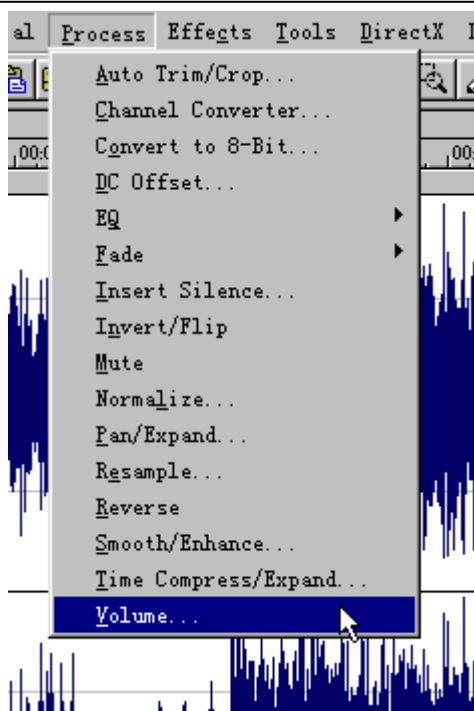 al Process Effects Tools DirectX
Auto Trim/Crop...
Channel Converter...
Convert to 8-Bit...
DC Offset...
EQ
Fade
Insert Silence...
Invert/Flip
Mute
Normalize...
Pan/Expand...
Resample...
Reverse
Smooth/Enhance...
Time Compress/Expand...
Volume...